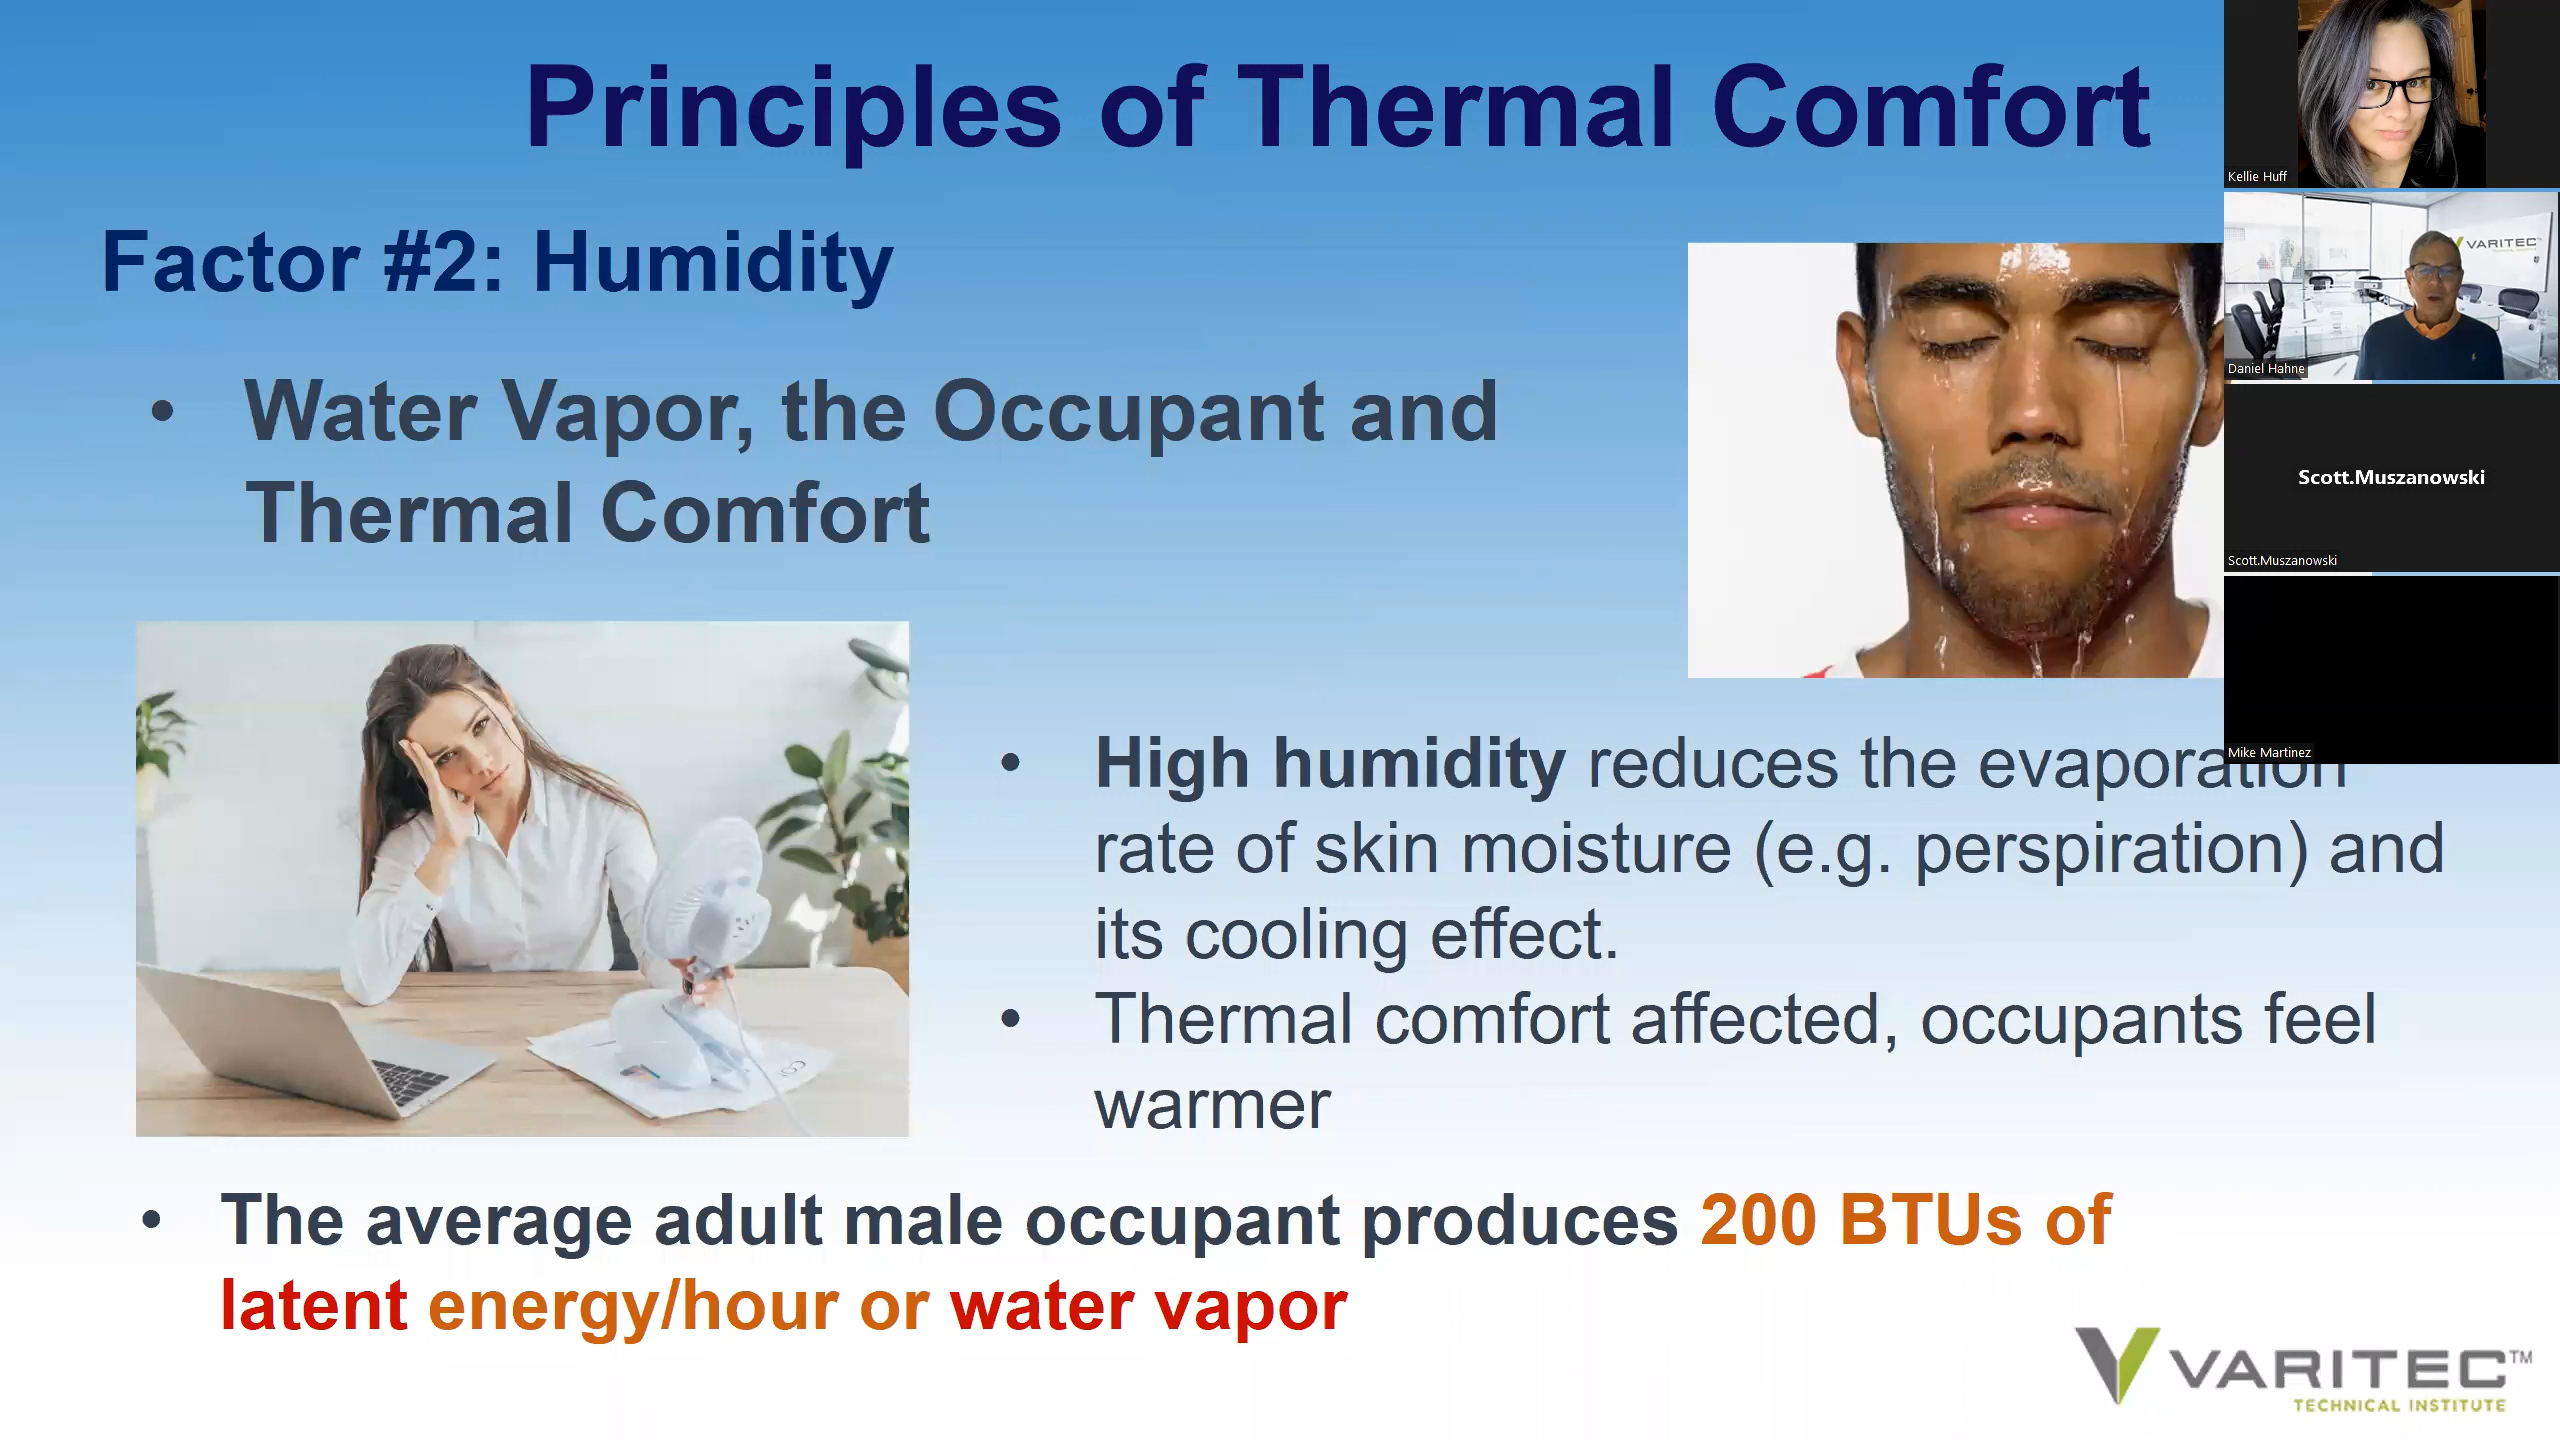 Principles of Thermal Comfort
Factor #2: Humidity
• Water Vapor, the Occupant and
Thermal Comfort
• High humidity reduces the evaporation
rate of skin moisture (e.g. perspiration) and
its cooling effect.
• Thermal comfort affected, occupants feel
warmer
• The average adult male occupant produces 200 BTUs of
latent energy/hour or water vapor
VARITEC™
TECHNICAL INSTITUTE
Kellie Huff
VARITEC
Daniel Hahne
Scott.Muszanowski
Scott.Muszanowski
Mike Martinez